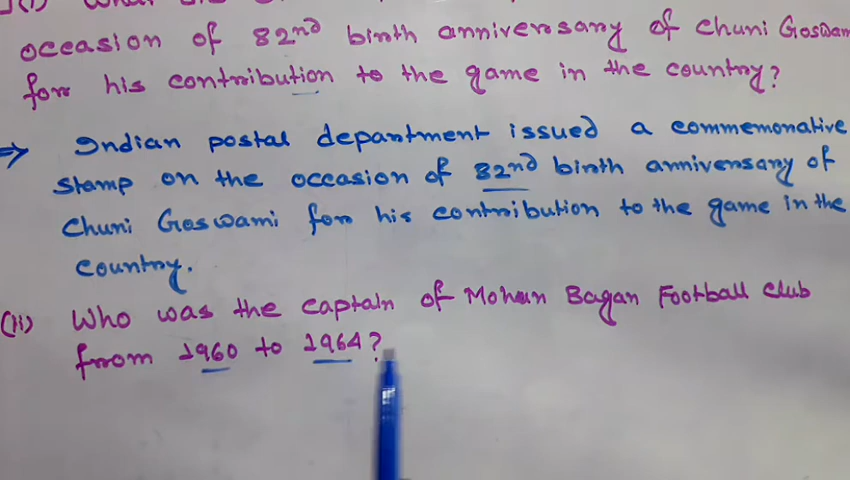 occasion of 82nd birth anniversary of Chuni Goswam
for his contribution to the game in the country?
⇒ Indian postal department issued a commemorative
stamp on the occasion of 82nd birth anniversary of
Chuni Goswami for his contribution to the game in the
country.
(ii) Who was the captain of Mohun Bagan Football Club
from 1960 to 1964?